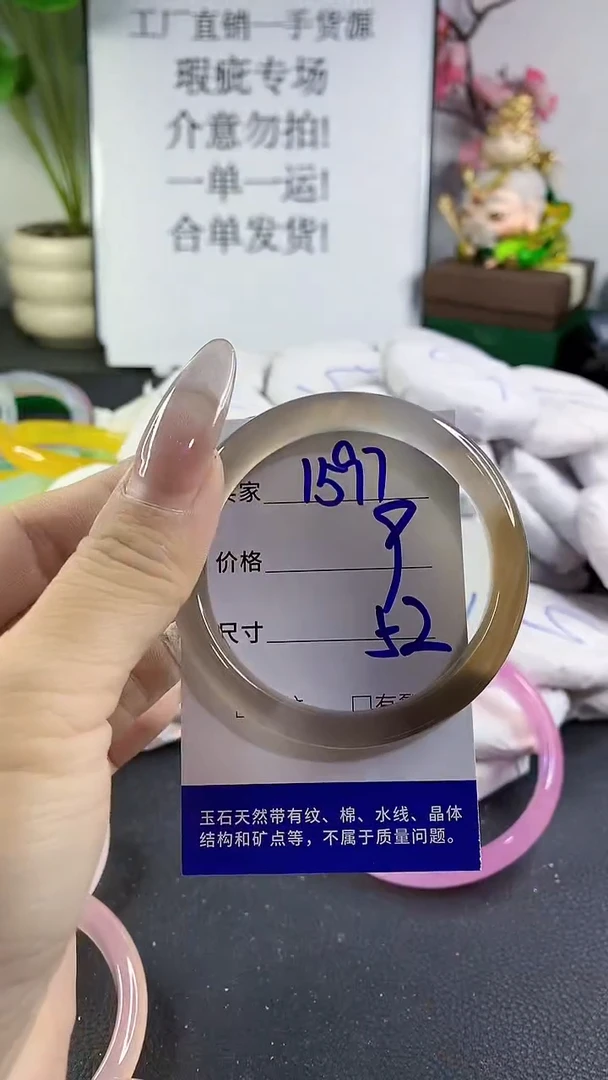 工厂直销一手货源
瑕疵专场
介意勿拍!
一单一运!
合单发货!
家 1597
价格 9
尺寸 52
玉石天然带有纹、棉、水线、晶体
结构和矿点等，不属于质量问题。